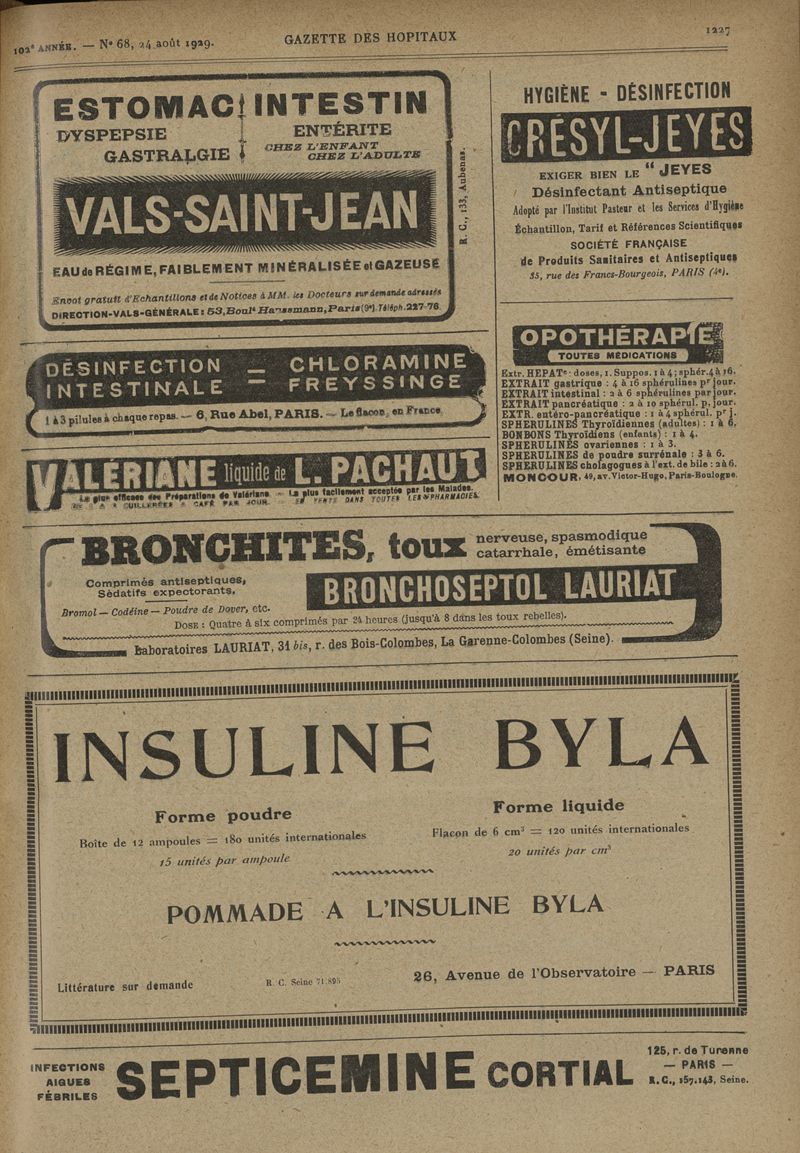 102e ANNÉE. — N° 68, 24 août 1929.
GAZETTE DES HOPITAUX
1227
ESTOMAC INTESTIN
DYSPEPSIE
GASTRALGIE
ENTÉRITE
CHEZ L'ENFANT
CHEZ L'ADULTE
VALS-SAINT-JEAN
EAU de RÉGIME, FAIBLEMENT MINÉRALISÉE et GAZEUSE
Envoi gratuit d'Echantillons et de Notices à MM. les Docteurs sur demande adressés
DIRECTION-VALS-GÉNÉRALE: 53, Boul d Haussmann, Paris (9e). Téléph. 227-76.
R. C., 133, Aubenas.
DÉSINFECTION = CHLORAMINE
INTESTINALE = FREYSSINGE
1 à 3 pilules à chaque repas. — 6, Rue Abel, PARIS. — Le flacon, en France
VALÉRIANE liquide de L. PACHAUT
Le plus efficace des Préparations de Valériane — La plus facilement acceptée par les Malades.
CUILLERÉES A CAFÉ PAR JOUR. — EN VENTE DANS TOUTES LES PHARMACIES.
HYGIÈNE - DÉSINFECTION
CRÉSYL-JEYES
EXIGER BIEN LE "JEYES
Désinfectant Antiseptique
Adopté par l'Institut Pasteur et les Services d'Hygiène
Échantillon, Tarif et Références Scientifiques
SOCIÉTÉ FRANÇAISE
de Produits Sanitaires et Antiseptiques
35, rue des Francs-Bourgeois, PARIS (4e).
OPOTHÉRAPIE
TOUTES MÉDICATIONS
Extr. HEPATe: doses, 1. Suppos. 1 à 4; sphér. 4 à 16.
EXTRAIT gastrique : 4 à 16 sphérulines pr jour.
EXTRAIT intestinal : 2 à 6 sphérulines par jour.
EXTRAIT pancréatique : 2 à 10 sphérul. p. jour.
EXTR. entéro-pancréatique : 1 à 4 sphérul. pr j.
SPHERULINES Thyroïdiennes (adultes) : 1 à 6.
BONBONS Thyroïdiens (enfants) : 1 à 4.
SPHERULINES ovariennes : 1 à 3.
SPHERULINES de poudre surrénale : 3 à 6.
SPHERULINES cholagogues à l'ext. de bile : 2 à 6.
MONCOUR, 49, av. Victor-Hugo, Paris-Boulogne.
BRONCHITES, toux nerveuse, spasmodique
catarrhale, émétisante
Comprimés antiseptiques,
Sédatifs expectorants,
BRONCHOSEPTOL LAURIAT
Bromol — Codéine — Poudre de Dover, etc.
DOSE : Quatre à six comprimés par 24 heures (jusqu'à 8 dans les toux rebelles).
Laboratoires LAURIAT, 31 bis, r. des Bois-Colombes, La Garenne-Colombes (Seine).
INSULINE BYLA
Forme poudre
Boîte de 12 ampoules = 180 unités internationales
15 unités par ampoule
Forme liquide
Flacon de 6 cm³ = 120 unités internationales
20 unités par cm³
POMMADE A L'INSULINE BYLA
Littérature sur demande
R. C. Seine 71.895
26, Avenue de l'Observatoire — PARIS
INFECTIONS
AIGUES
FÉBRILES
SEPTICEMINE CORTIAL
125, r. de Turenne
— PARIS —
R. C., 157.143, Seine.